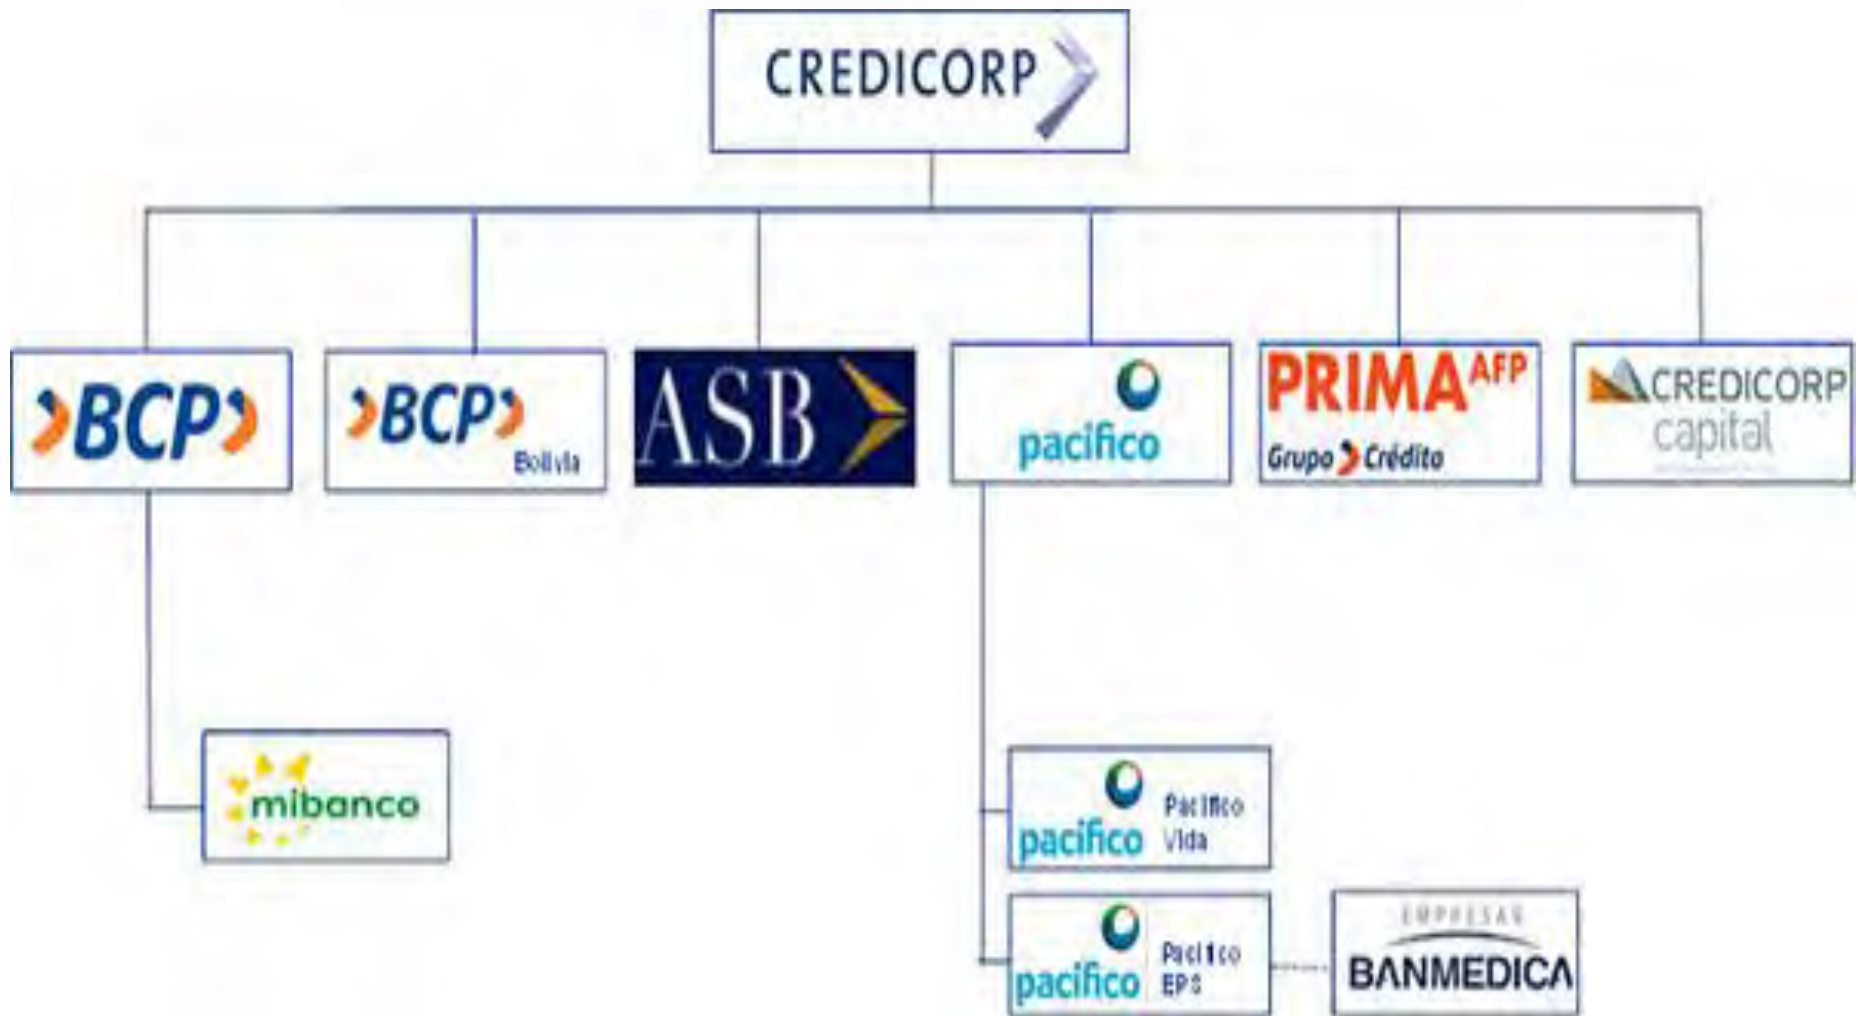 CREDICORP
BCP
BCP
Bolivia
ASB
pacifico
PRIMA AFP
Grupo Crédito
CREDICORP
capital
mibanco
pacifico
Pacifico
Vida
pacifico
Pacifico
EPS
EMPRESAS
BANMEDICA